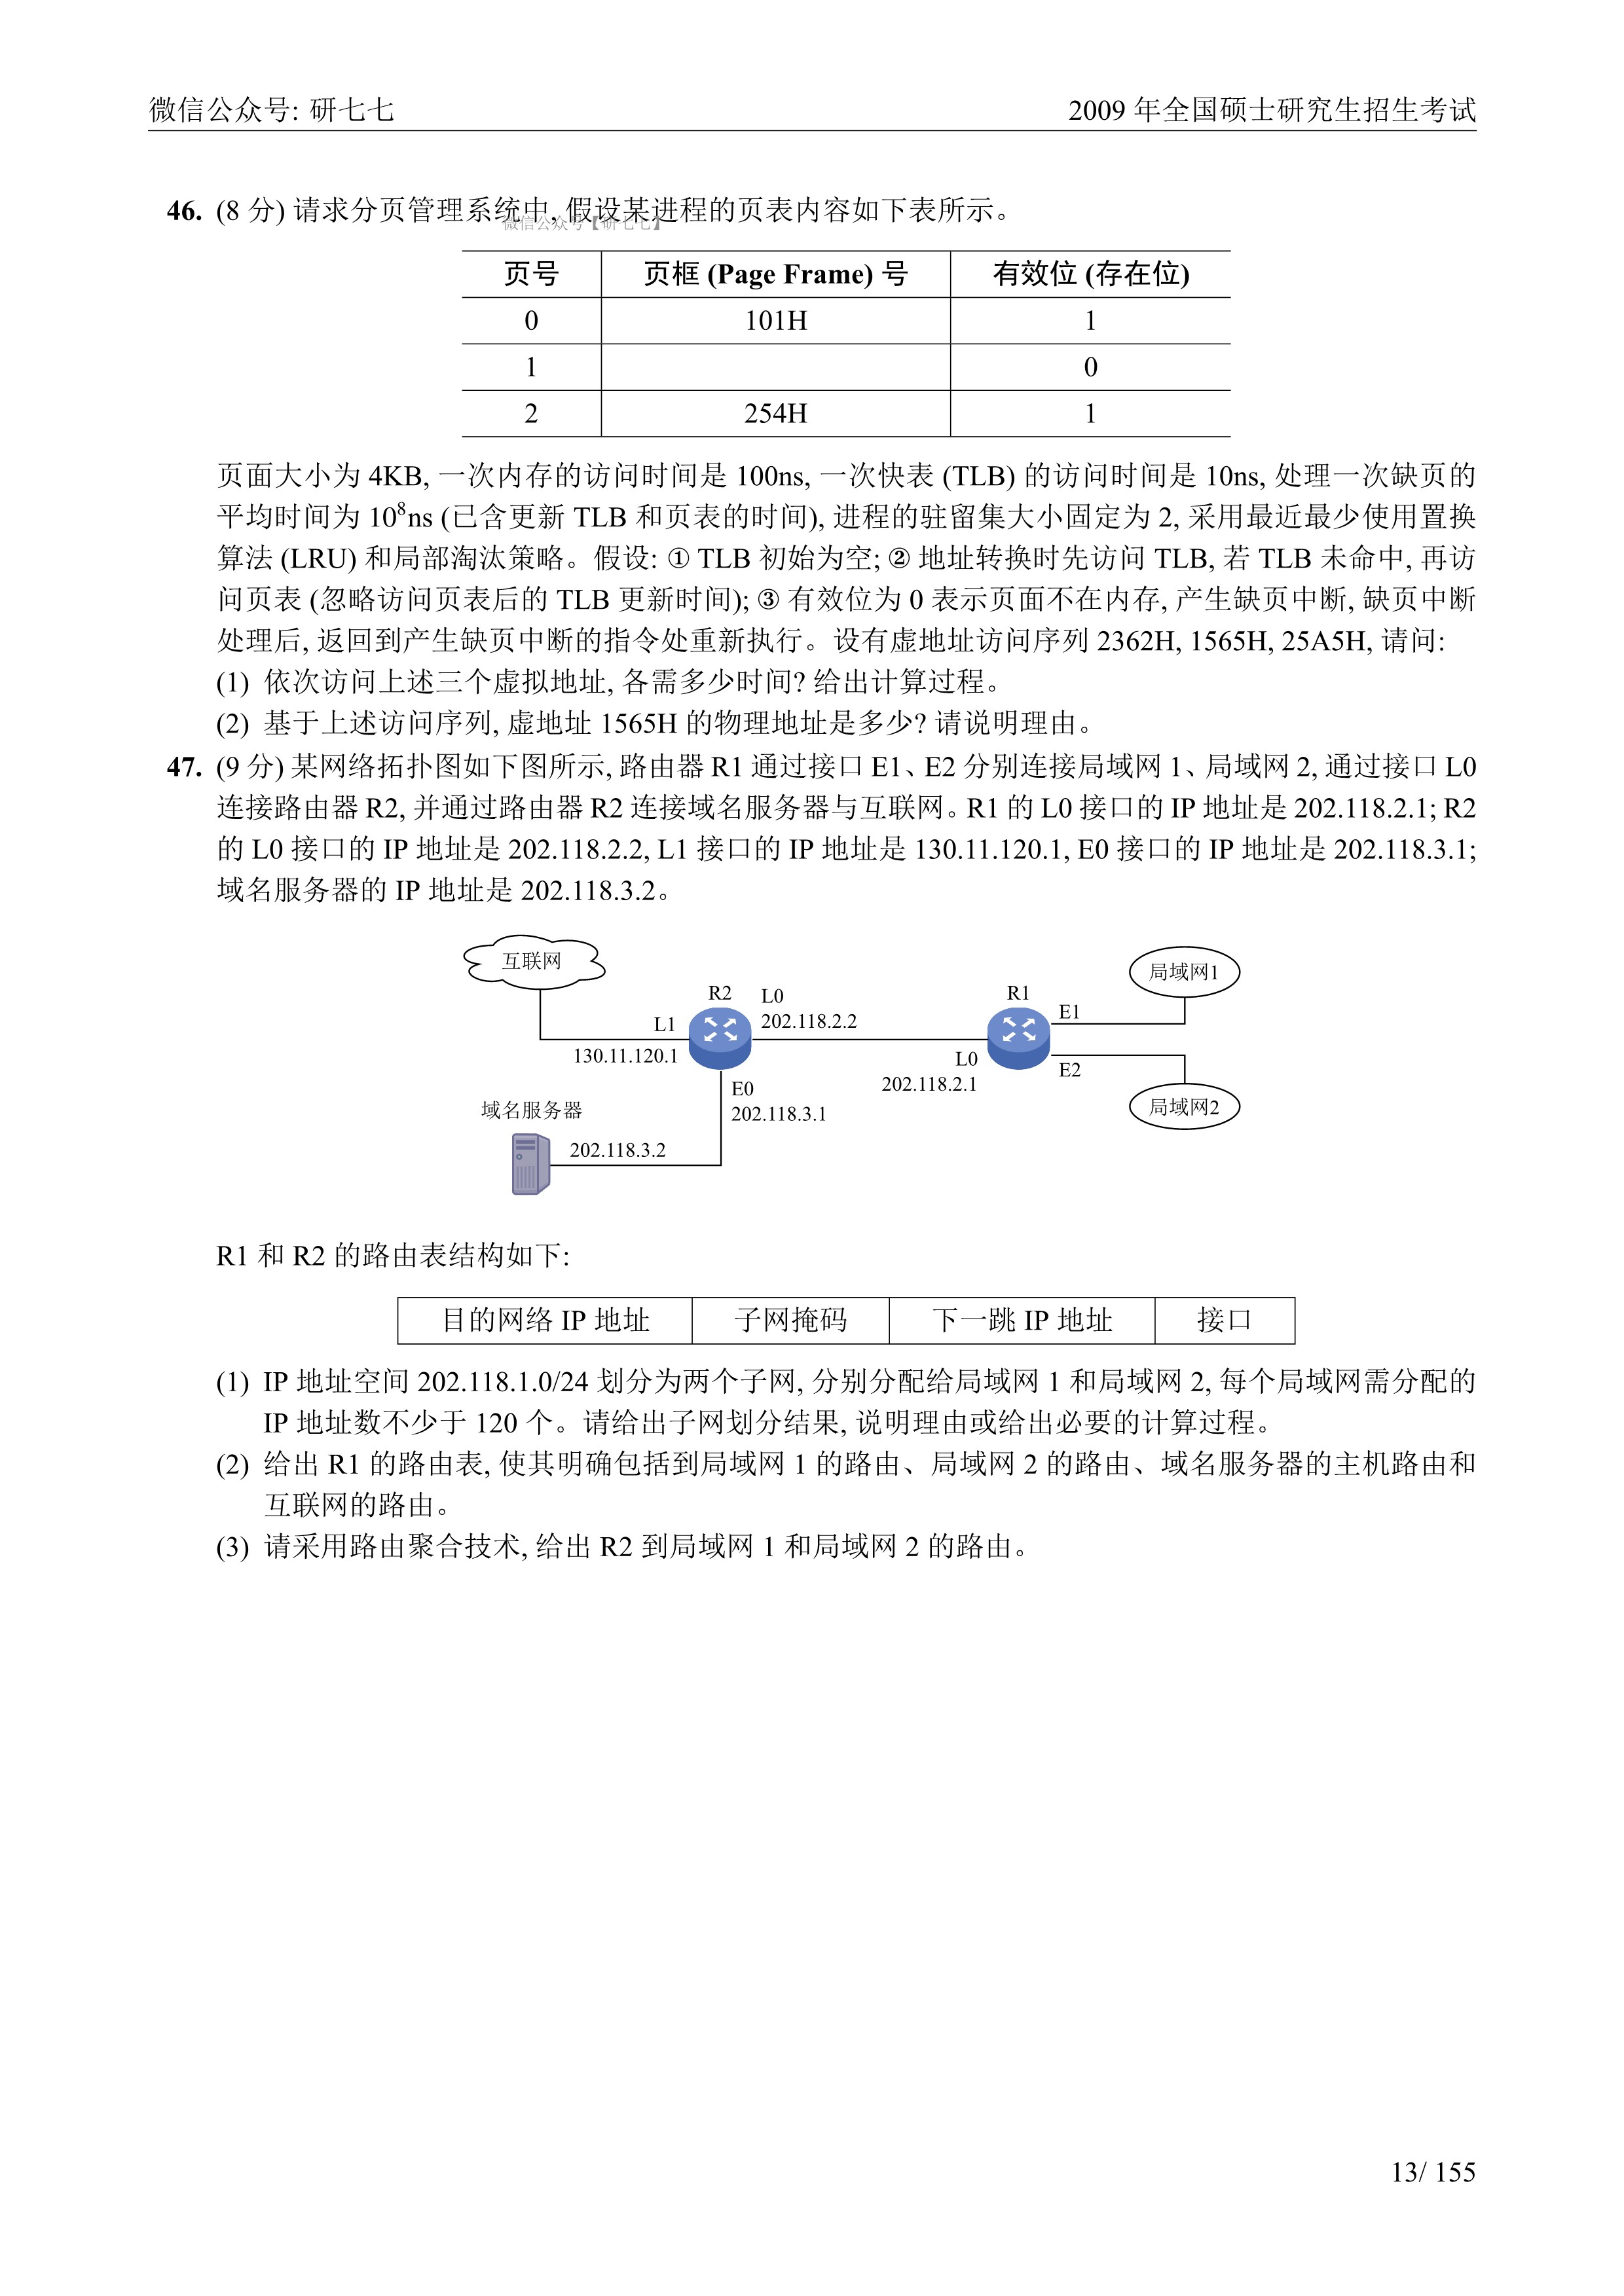 微信公众号: 研七七
2009 年全国硕士研究生招生考试
46. (8 分) 请求分页管理系统中, 假设某进程的页表内容如下表所示。
微信公众号【研七七】
页号 页框 (Page Frame) 号 有效位 (存在位)
0 101H 1
1 0
2 254H 1
页面大小为 4KB, 一次内存的访问时间是 100ns, 一次快表 (TLB) 的访问时间是 10ns, 处理一次缺页的
平均时间为 10⁸ns (已含更新 TLB 和页表的时间), 进程的驻留集大小固定为 2, 采用最近最少使用置换
算法 (LRU) 和局部淘汰策略。假设: ① TLB 初始为空; ② 地址转换时先访问 TLB, 若 TLB 未命中, 再访
问页表 (忽略访问页表后的 TLB 更新时间); ③ 有效位为 0 表示页面不在内存, 产生缺页中断, 缺页中断
处理后, 返回到产生缺页中断的指令处重新执行。设有虚地址访问序列 2362H, 1565H, 25A5H, 请问:
(1) 依次访问上述三个虚拟地址, 各需多少时间? 给出计算过程。
(2) 基于上述访问序列, 虚地址 1565H 的物理地址是多少? 请说明理由。
47. (9 分) 某网络拓扑图如下图所示, 路由器 R1 通过接口 E1、E2 分别连接局域网 1、局域网 2, 通过接口 L0
连接路由器 R2, 并通过路由器 R2 连接域名服务器与互联网。R1 的 L0 接口的 IP 地址是 202.118.2.1; R2
的 L0 接口的 IP 地址是 202.118.2.2, L1 接口的 IP 地址是 130.11.120.1, E0 接口的 IP 地址是 202.118.3.1;
域名服务器的 IP 地址是 202.118.3.2。
互联网
局域网1
R2
L0
R1
E1
L1
202.118.2.2
130.11.120.1
L0
E2
202.118.2.1
E0
局域网2
域名服务器
202.118.3.1
202.118.3.2
R1 和 R2 的路由表结构如下:
目的网络 IP 地址 子网掩码 下一跳 IP 地址 接口
(1) IP 地址空间 202.118.1.0/24 划分为两个子网, 分别分配给局域网 1 和局域网 2, 每个局域网需分配的
IP 地址数不少于 120 个。请给出子网划分结果, 说明理由或给出必要的计算过程。
(2) 给出 R1 的路由表, 使其明确包括到局域网 1 的路由、局域网 2 的路由、域名服务器的主机路由和
互联网的路由。
(3) 请采用路由聚合技术, 给出 R2 到局域网 1 和局域网 2 的路由。
13/ 155